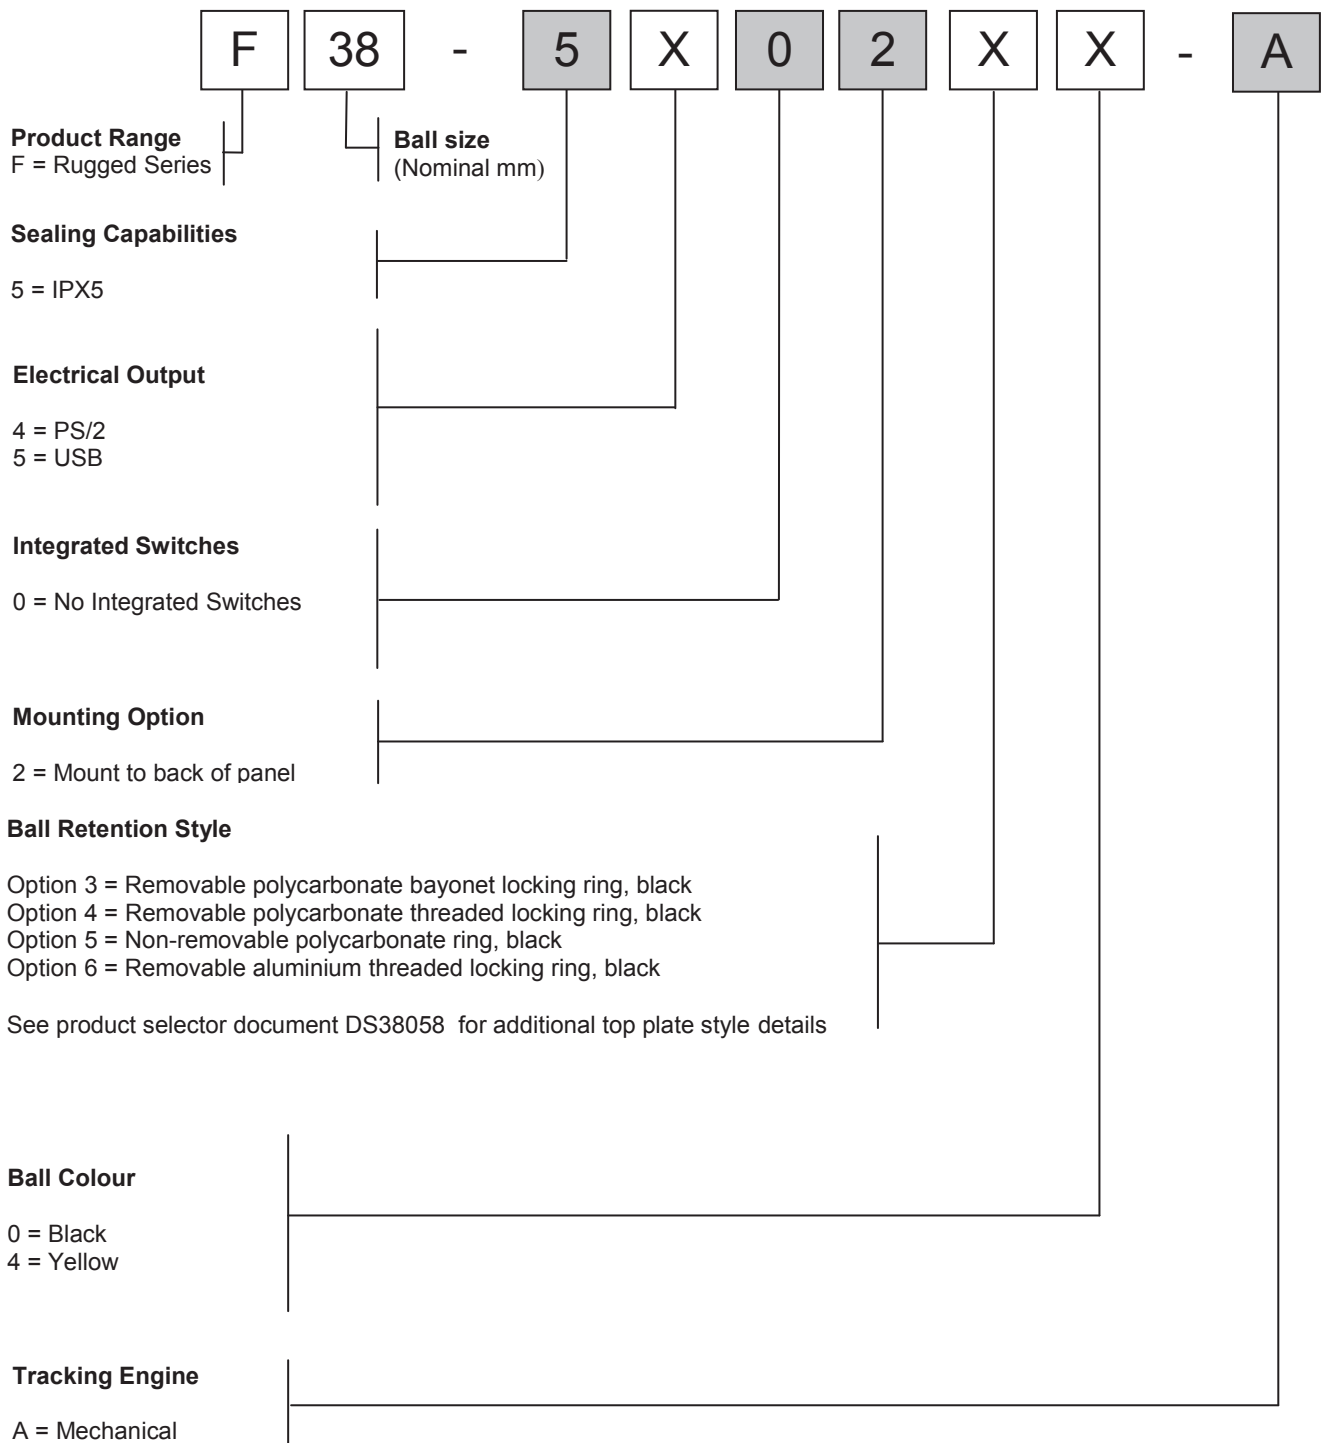 F 38 - 5 X 0 2 X X - A
Product Range
F = Rugged Series
Ball size
(Nominal mm)
Sealing Capabilities
5 = IPX5
Electrical Output
4 = PS/2
5 = USB
Integrated Switches
0 = No Integrated Switches
Mounting Option
2 = Mount to back of panel
Ball Retention Style
Option 3 = Removable polycarbonate bayonet locking ring, black
Option 4 = Removable polycarbonate threaded locking ring, black
Option 5 = Non-removable polycarbonate ring, black
Option 6 = Removable aluminium threaded locking ring, black
See product selector document DS38058 for additional top plate style details
Ball Colour
0 = Black
4 = Yellow
Tracking Engine
A = Mechanical